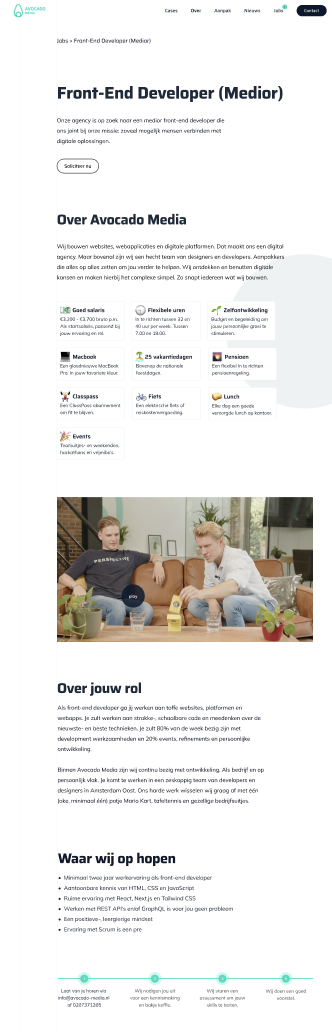 AVOCADO
MEDIA
Cases
Over
Aanpak
Nieuws
Jobs
Contact
Jobs > Front-End Developer (Medior)
Front-End Developer (Medior)
Onze agency is op zoek naar een medior front-end developer die
ons joint bij onze missie: zoveel mogelijk mensen verbinden met
digitale oplossingen.
Solliciteer nu
Over Avocado Media
Wij bouwen websites, webapplicaties en digitale platformen. Dat maakt ons een digital
agency. Maar bovenal zijn wij een hecht team van designers en developers. Aanpakkers
die alles op alles zetten om jou verder te helpen. Wij ontdekken en benutten digitale
kansen en maken hierbij het complexe simpel. Zo snapt iedereen wat wij bouwen.
Goed salaris
€3.200 - €3.700 bruto p.m.
Als startsalaris, passend bij
jouw ervaring en rol.
Flexibele uren
In te richten tussen 32 en
40 uur per week. Tussen
7.00 en 19.00.
Zelfontwikkeling
Budget en begeleiding om
jouw persoonlijke groei te
stimuleren.
Macbook
Een gloednieuwe MacBook
Pro in jouw favoriete kleur.
25 vakantiedagen
Bovenop de nationale
feestdagen.
Pensioen
Een flexibel in te richten
pensioenregeling.
Classpass
Een ClassPass abonnement
om fit te blijven.
Fiets
Een elektrische fiets of
reiskostenvergoeding.
Lunch
Elke dag een goede
verzorgde lunch op kantoor.
Events
Teamuitjes- en weekenden,
hackathons en vrijmibo's.
PERSPECTIVE
play
Over jouw rol
Als front-end developer ga jij werken aan toffe websites, platformen en
webapps. Je zult werken aan strakke-, schaalbare code en meedenken over de
nieuwste- en beste technieken. Je zult 80% van de week bezig zijn met
development werkzaamheden en 20% events, refinements en persoonlijke
ontwikkeling.
Binnen Avocado Media zijn wij continu bezig met ontwikkeling. Als bedrijf en op
persoonlijk vlak. Je komt te werken in een zeskoppig team van developers en
designers in Amsterdam Oost. Ons harde werk wisselen wij graag af met één
(oke, minimaal één) potje Mario Kart, tafeltennis en gezellige bedrijfsuitjes.
Waar wij op hopen
• Minimaal twee jaar werkervaring als front-end developer
• Aantoonbare kennis van HTML, CSS en JavaScript
• Ruime ervaring met React, Next.js en Tailwind CSS
• Werken met REST API's en/of GraphQL is voor jou geen probleem
• Een positieve-, leergierige mindset
• Ervaring met Scrum is een pre
Laat van je horen via
info@avocado-media.nl
of 0207371265
Wij nodigen jou uit
voor een kennismaking
en bakje koffie.
Wij sturen een
assessment om jouw
skills te testen.
Wij doen een goed
voorstel.